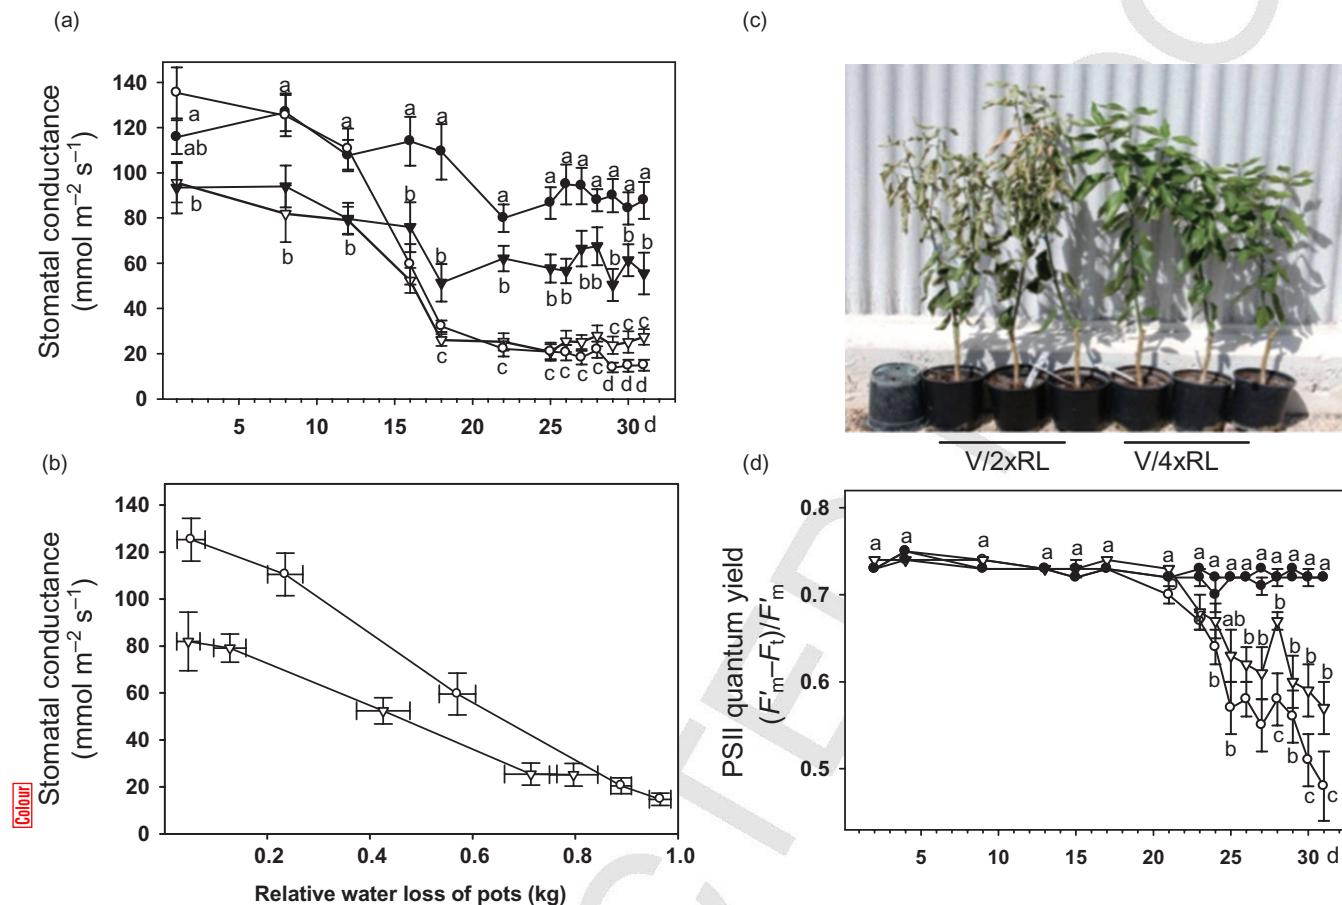 (a)
Stomatal conductance
(mmol m⁻² s⁻¹)
140
120
100
80
60
40
20
0
a
ab
b
a
b
a
b
a
b
a
b
c
a
b
c
a
b
c
a
b
c
a
c
a
bb
c
a
b
c
d
a
b
c
d
a
b
c
d
5 10 15 20 25 30 d
(b)
Stomatal conductance
(mmol m⁻² s⁻¹)
140
120
100
80
60
40
20
0
0.2 0.4 0.6 0.8 1.0
Relative water loss of pots (kg)
Colour
(c)
V/2xRL V/4xRL
(d)
PSII quantum yield
(F'm–Ft)/F'm
0.8
0.7
0.6
0.5
a a a a a a a a a a a a a a a
ab
b b b b b b
b b c b c c
5 10 15 20 25 30 d